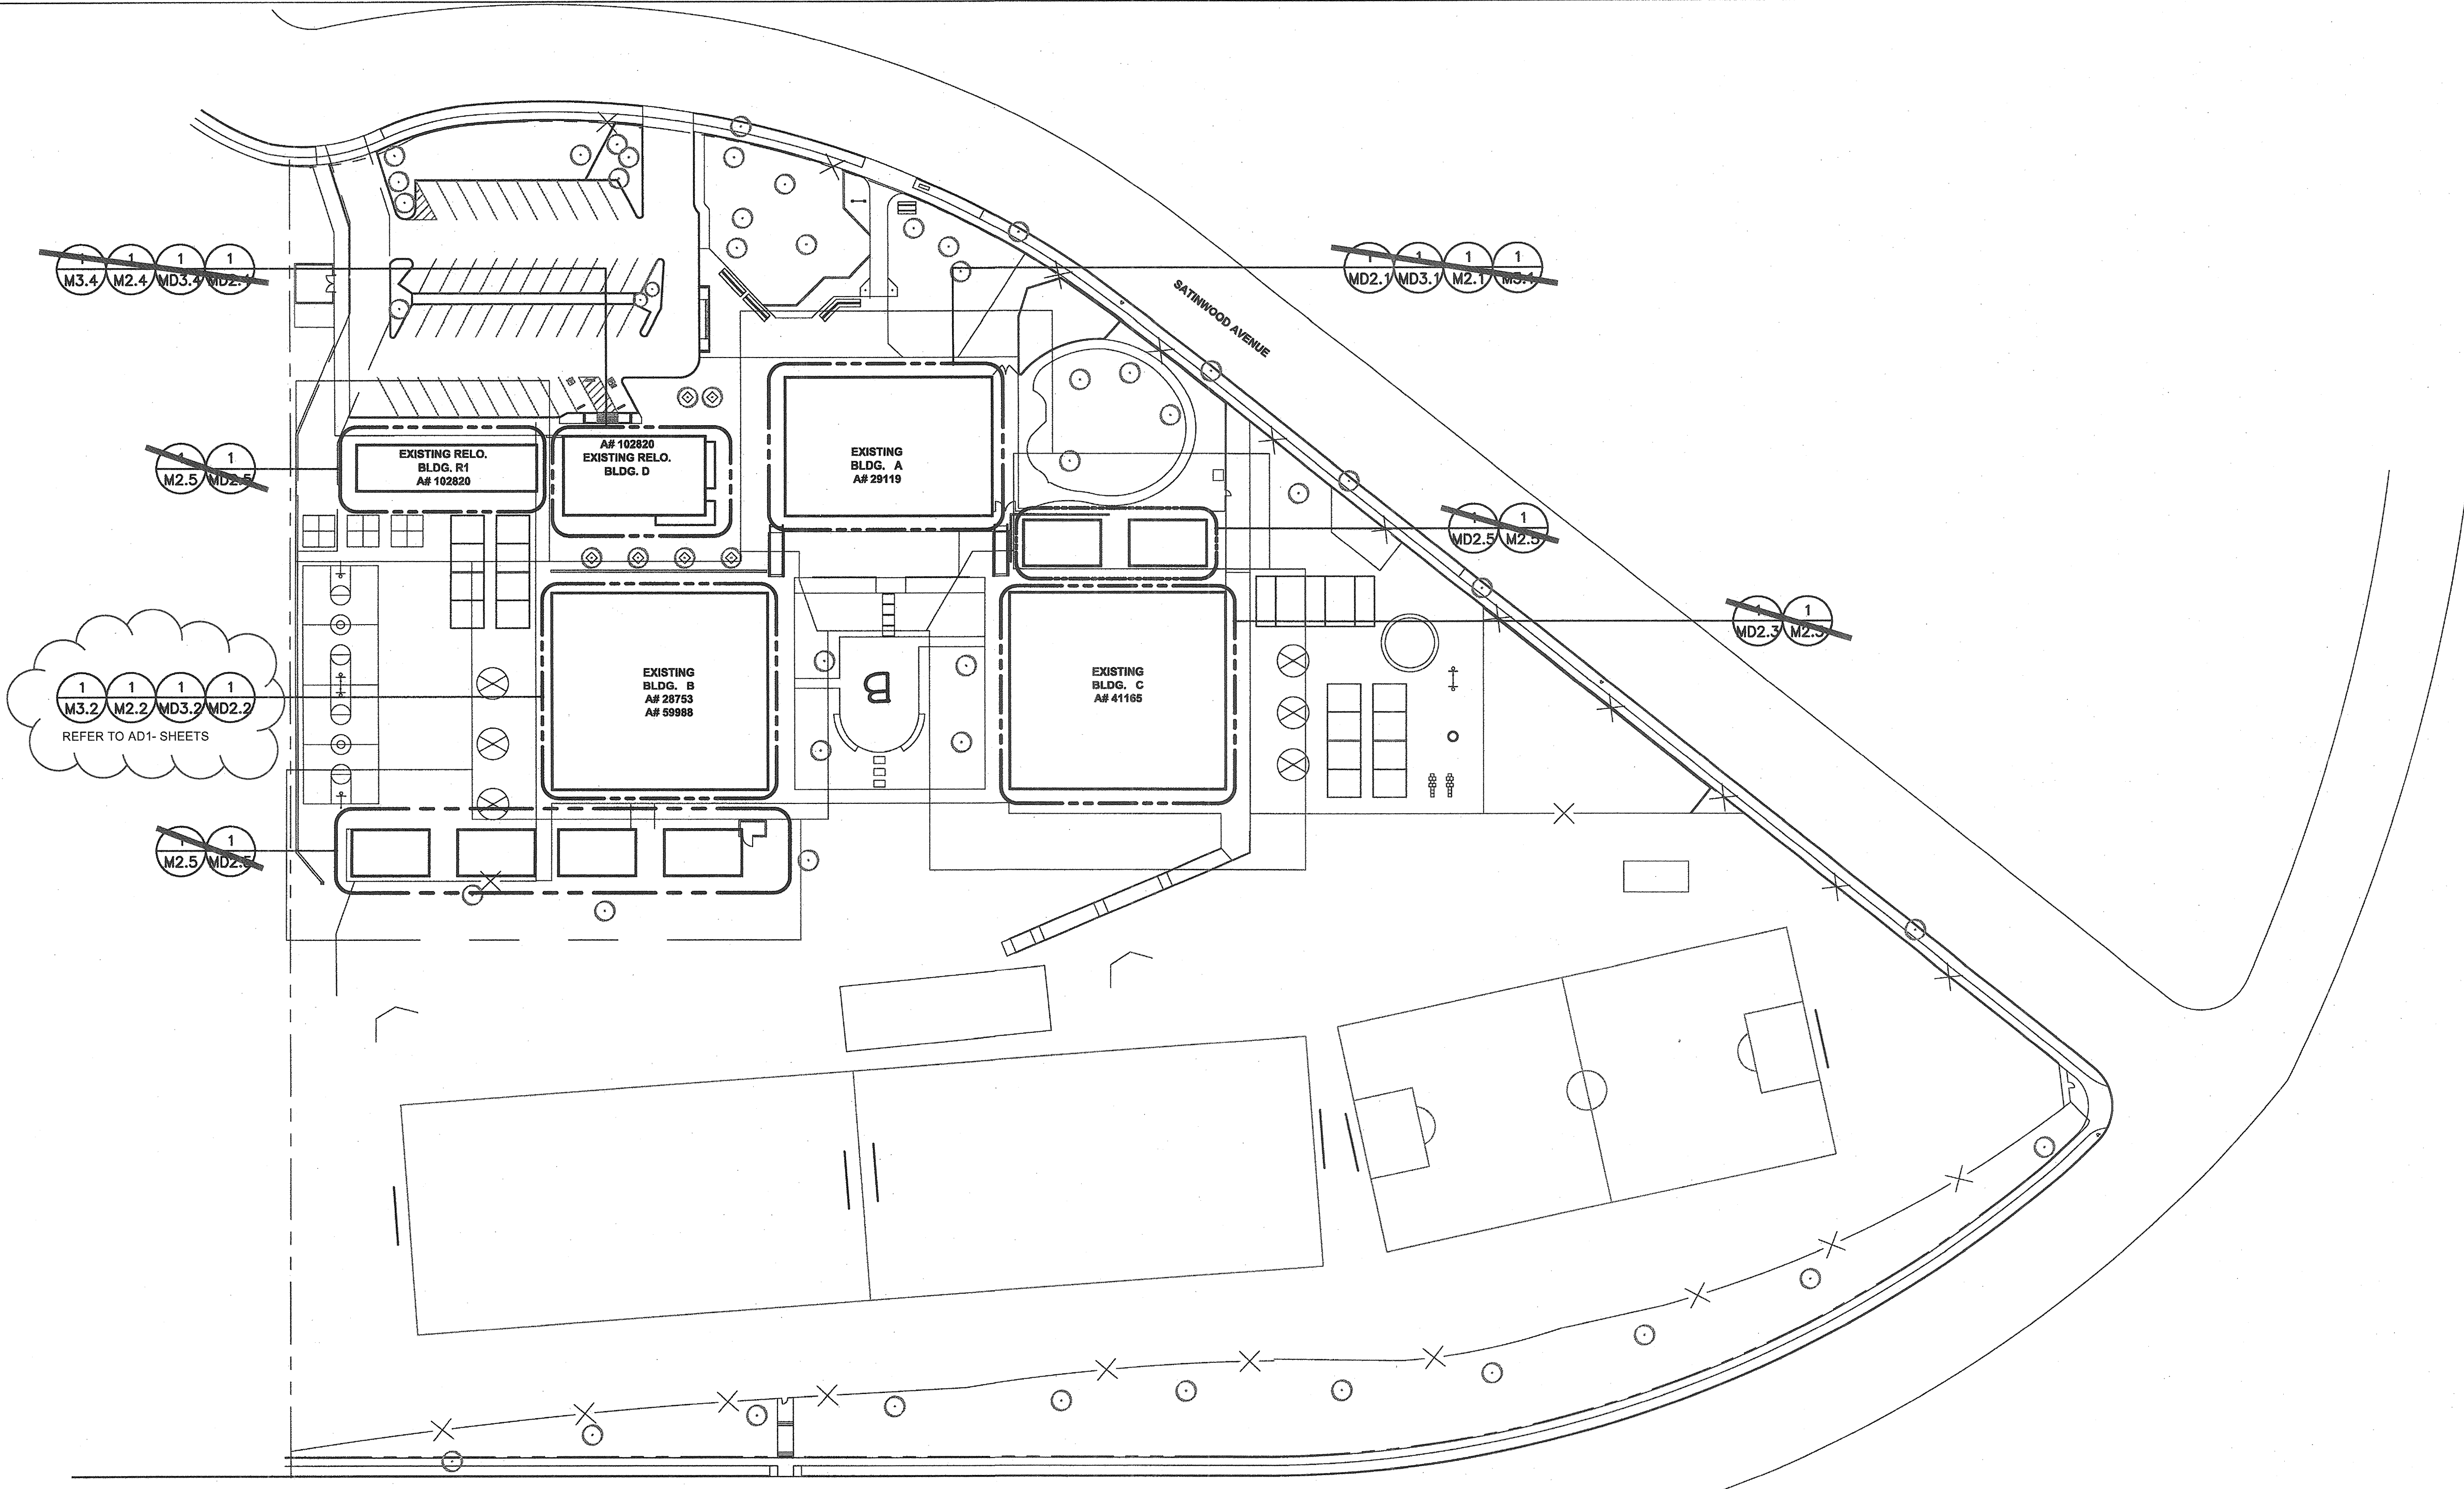 1 1 1 1
M3.4 M2.4 MD3.4 MD2.4
1 1 1 1
MD2.1 MD3.1 M2.1 M3.1
SATINWOOD AVENUE
1 1
M2.5 MD2.5
EXISTING RELO.
BLDG. R1
A# 102820
A# 102820
EXISTING RELO.
BLDG. D
EXISTING
BLDG. A
A# 29119
1 1
MD2.5 M2.5
1 1
MD2.3 M2.3
1 1 1 1
M3.2 M2.2 MD3.2 MD2.2
REFER TO AD1- SHEETS
EXISTING
BLDG. B
A# 28753
A# 59988
B
EXISTING
BLDG. C
A# 41165
1 1
M2.5 MD2.5